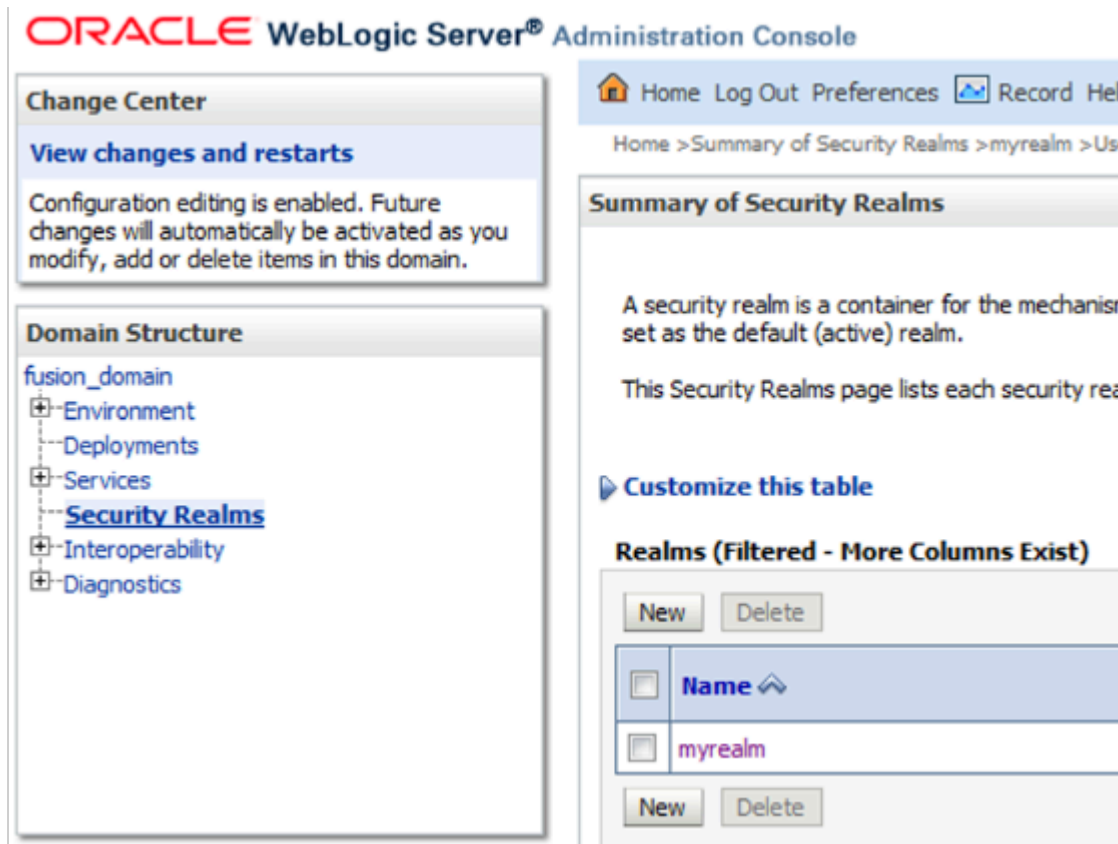 ORACLE WebLogic Server® Administration Console
Change Center
View changes and restarts
Configuration editing is enabled. Future
changes will automatically be activated as you
modify, add or delete items in this domain.
Domain Structure
fusion_domain
Environment
Deployments
Services
Security Realms
Interoperability
Diagnostics
Home Log Out Preferences Record
Home >Summary of Security Realms >myrealm >
Summary of Security Realms
A security realm is a container for the
set as the default (active) realm.
This Security Realms page lists each security
Customize this table
Realms (Filtered - More Columns Exist)
New Delete
Name
myrealm
New Delete